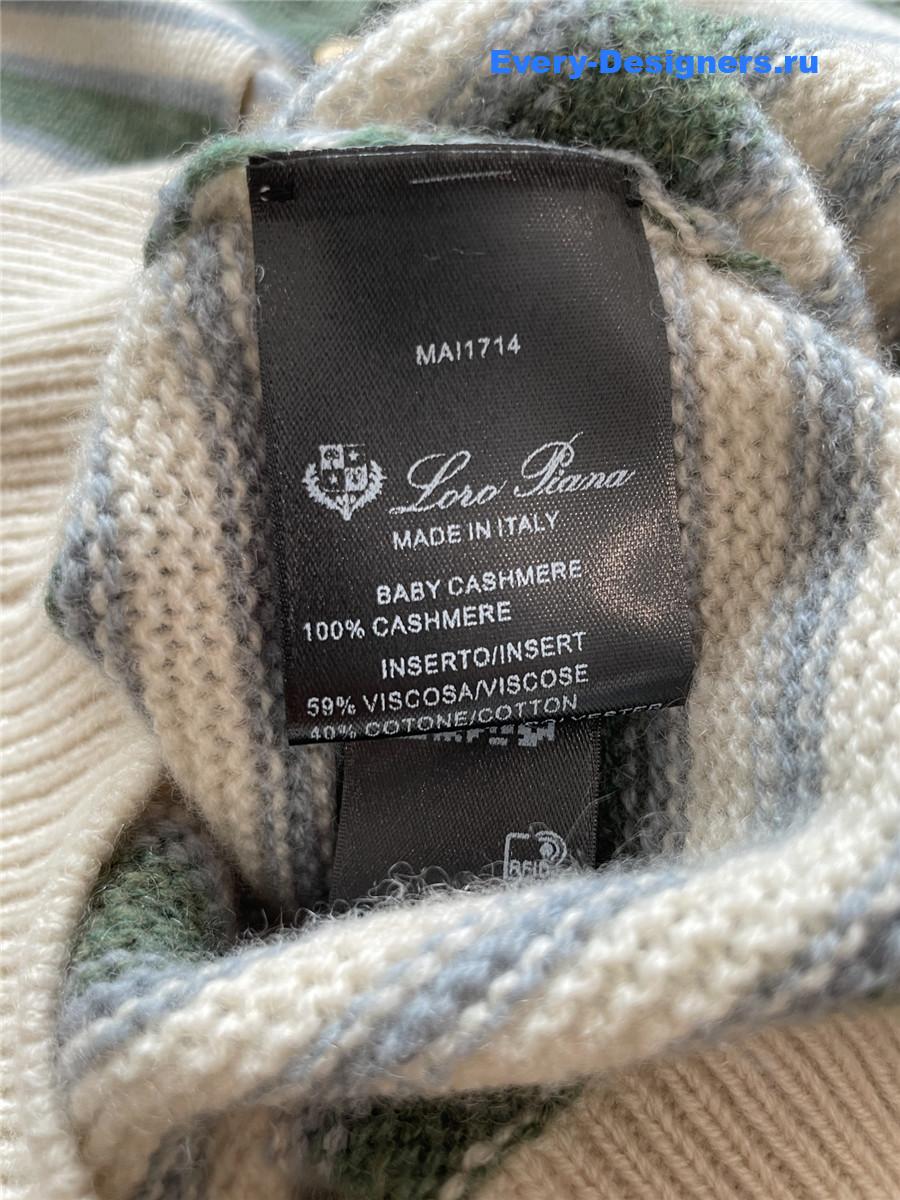 Every-Designers.ru
MAI1714
Loro Piana
MADE IN ITALY
BABY CASHMERE
100% CASHMERE
INSERTO/INSERT
59% VISCOSA/VISCOSE
40% COTONE/COTTON
RFID